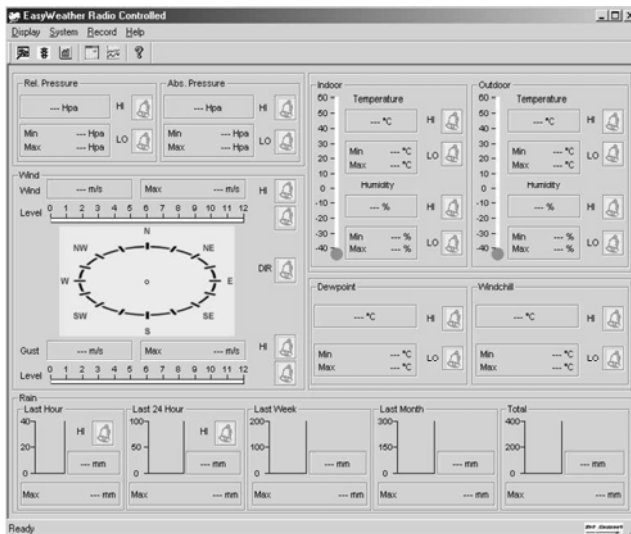 EasyWeather Radio Controlled
Display System Record Help
Rel. Pressure
--- Hpa HI
Min --- Hpa LO
Max --- Hpa
Abs. Pressure
--- Hpa HI
Min --- Hpa LO
Max --- Hpa
Wind
Wind --- m/s Max --- m/s HI
Level 0 1 2 3 4 5 6 7 8 9 10 11 12
N
NW NE
W E
SW SE
S
DIR
Gust --- m/s Max --- m/s HI
Level 0 1 2 3 4 5 6 7 8 9 10 11 12
Indoor
60
50
40
30
20
10
0
-10
-20
-30
-40
Temperature
--- °C HI
Min --- °C LO
Max --- °C
Humidity
--- % HI
Min --- % LO
Max --- %
Outdoor
60
50
40
30
20
10
0
-10
-20
-30
-40
Temperature
--- °C HI
Min --- °C LO
Max --- °C
Humidity
--- % HI
Min --- % LO
Max --- %
Dewpoint
--- °C HI
Min --- °C LO
Max --- °C
Windchill
--- °C HI
Min --- °C LO
Max --- °C
Rain
Last Hour
40
20
0
HI
--- mm
Max --- mm
Last 24 Hour
100
50
0
HI
--- mm
Max --- mm
Last Week
200
100
0
--- mm
Max --- mm
Last Month
300
150
0
--- mm
Max --- mm
Total
400
200
0
--- mm
Max --- mm
Ready